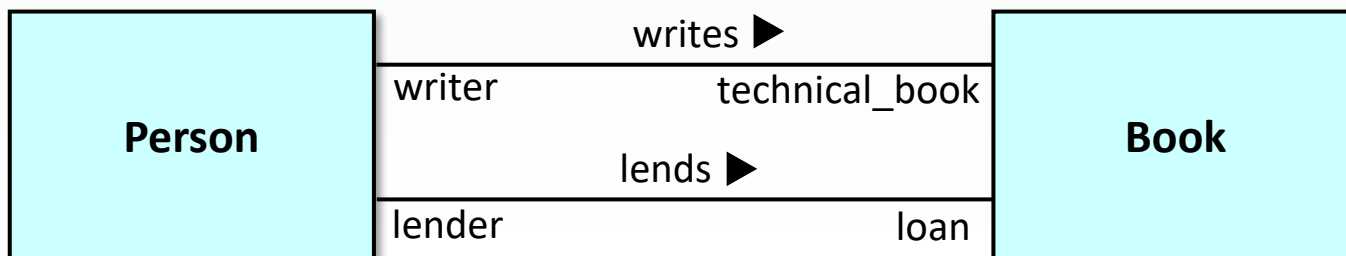 writes ▶
writer
technical_book
Person
Book
lends ▶
lender
loan